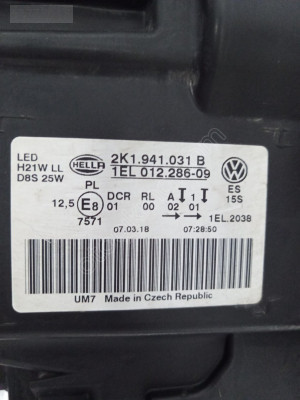 LED
H21W LL
D8S 25W
HELLA
2K1.941.031 B
1EL 012.286-09
PL
ES
15S
12,5 E8 DCR RL A 1
01 00 02 01
7571
1EL.2038
07.03.18 07:28:50
UM7 Made in Czech Republic